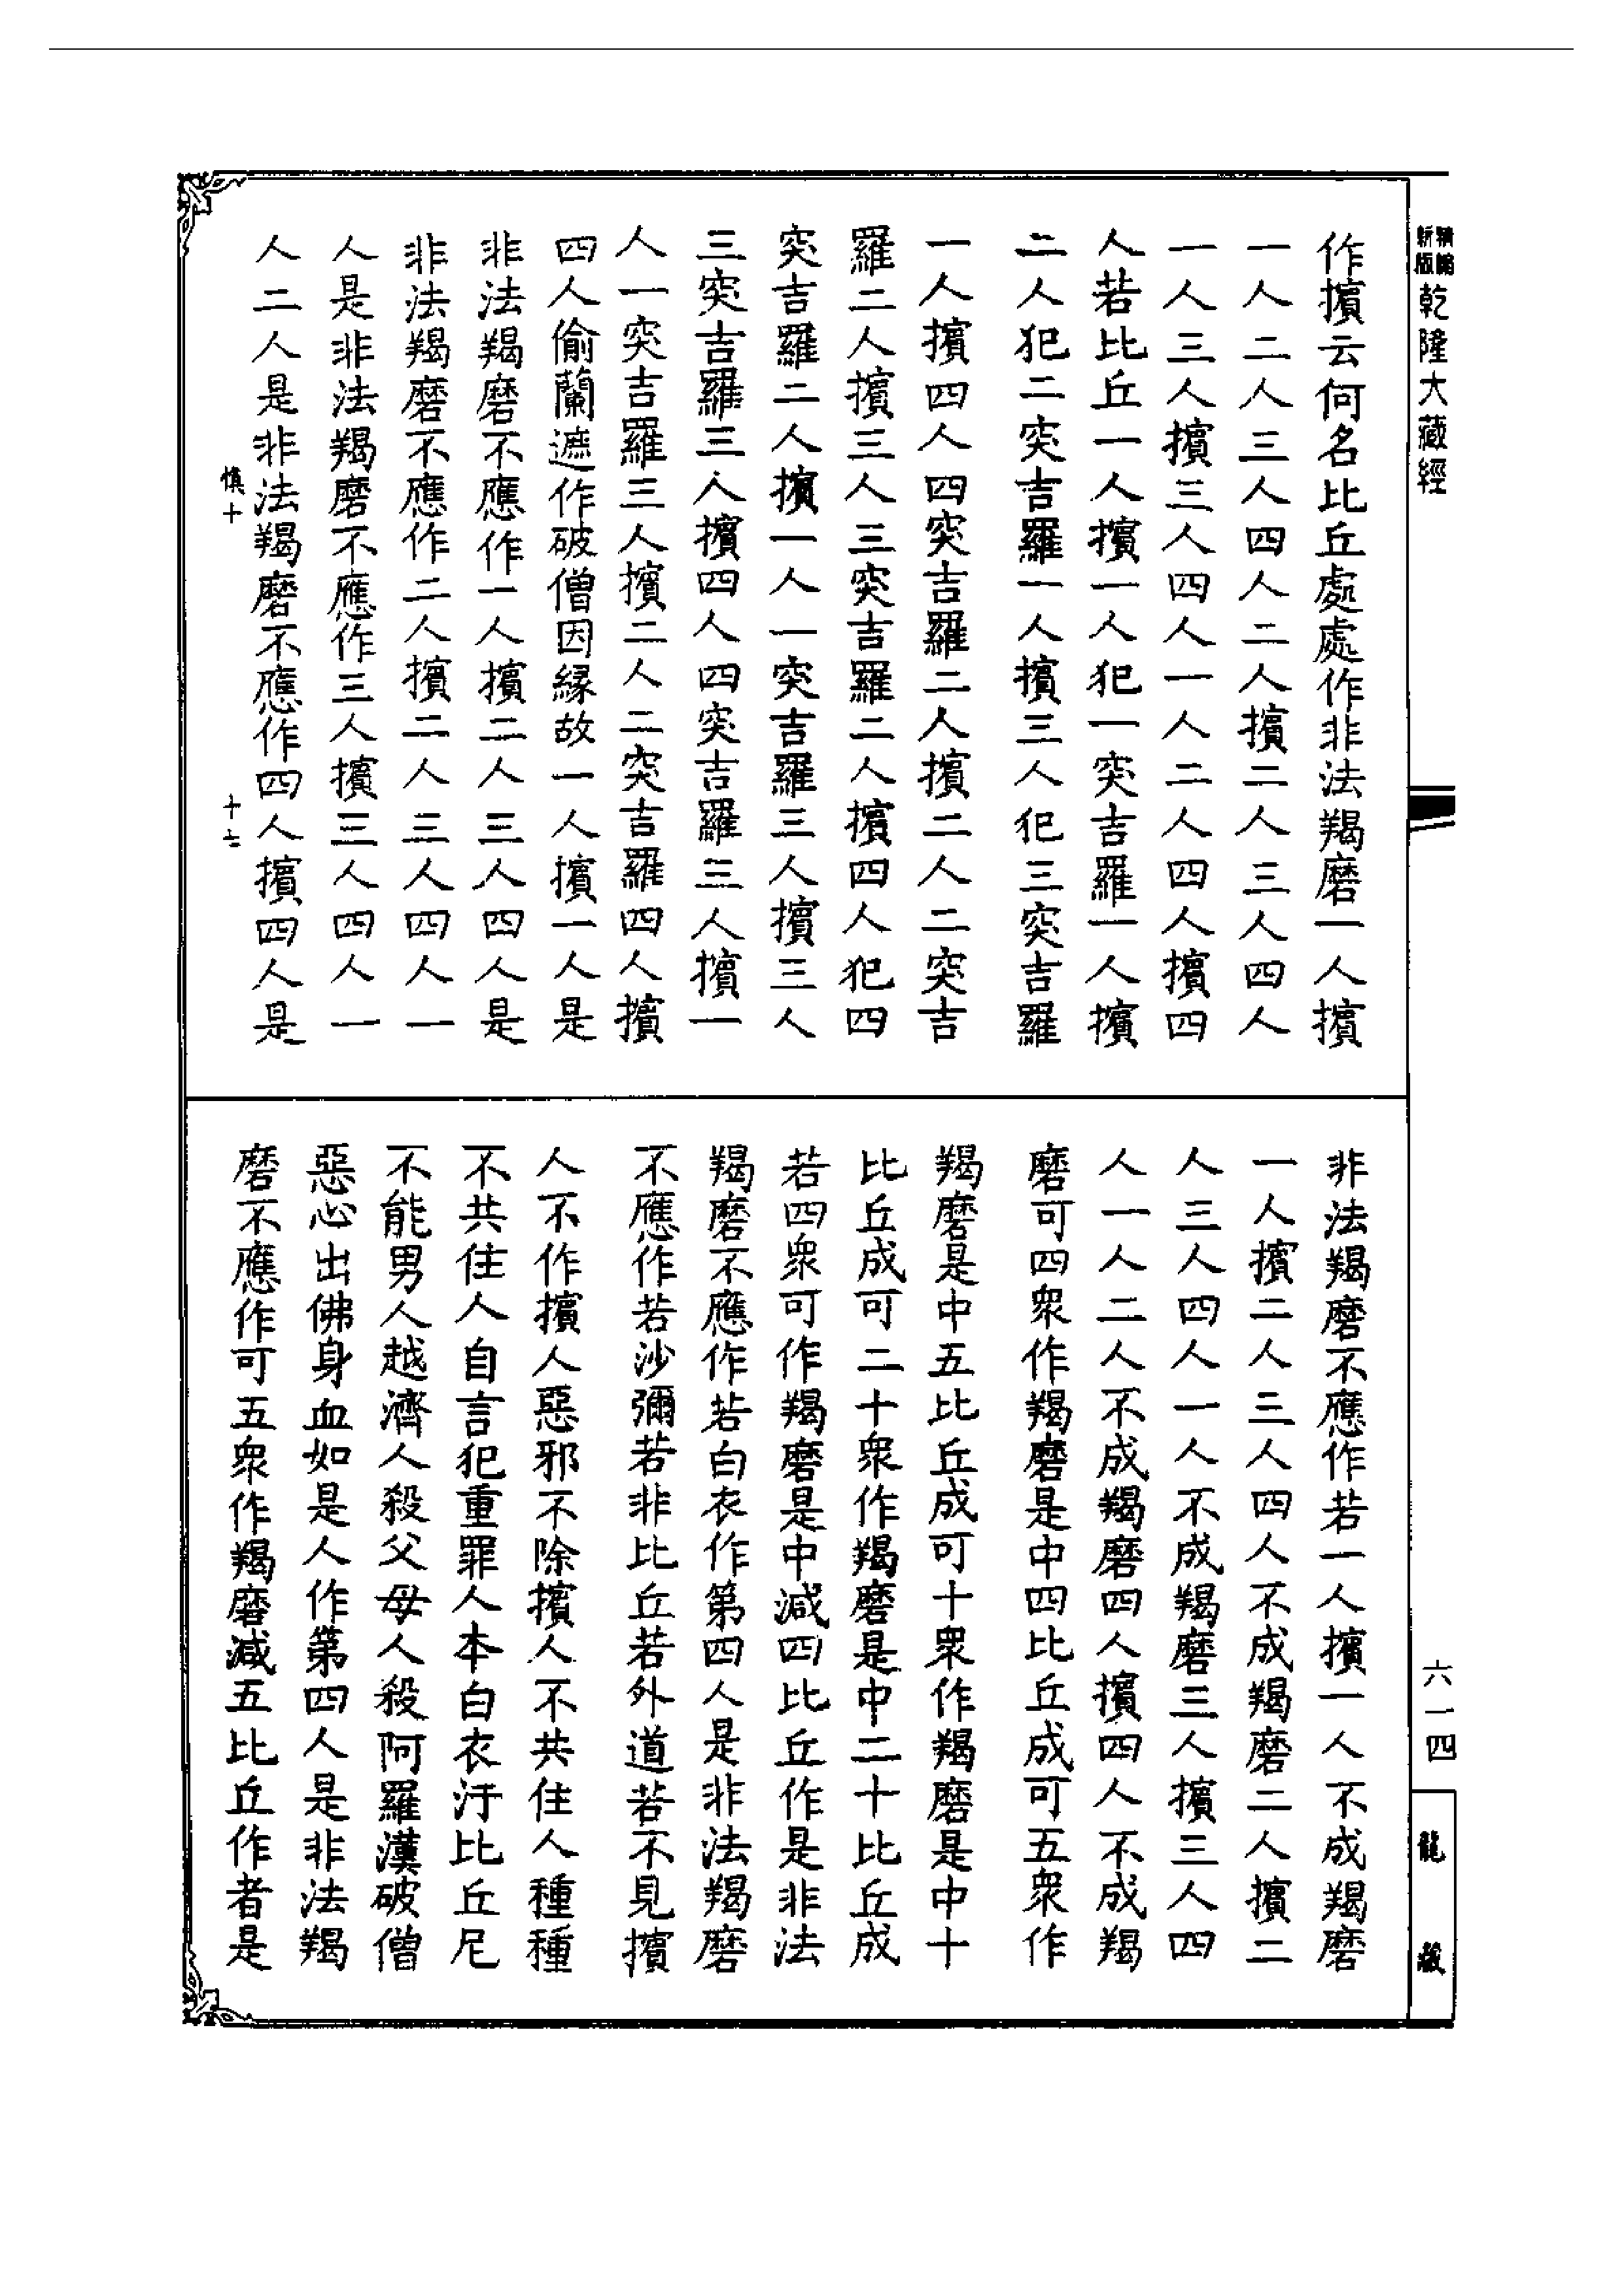 精編新版乾隆大藏經
作擯云何名比丘處處作非法羯磨一人擯
一人二人三人四人二人擯二人三人四人
一人三人擯三人四人一人二人四人擯四
人若比丘一人擯一人犯一突吉羅一人擯
二人犯二突吉羅一人擯三人犯三突吉羅
一人擯四人四突吉羅二人擯二人二突吉
羅二人擯三人三突吉羅二人擯四人犯四
突吉羅二人擯一人一突吉羅三人擯三人
三突吉羅三人擯四人四突吉羅三人擯一
人一突吉羅三人擯二人二突吉羅四人擯
四人偷蘭遮作破僧因緣故一人擯一人是
非法羯磨不應作一人擯二人三人四人是
非法羯磨不應作二人擯二人三人四人一
人是非法羯磨不應作三人擯三人四人一
人二人是非法羯磨不應作四人擯四人是
慎十 十七
非法羯磨不應作若一人擯一人不成羯磨
一人擯二人三人四人不成羯磨二人擯二
人三人四人一人不成羯磨三人擯三人四
人一人二人不成羯磨四人擯四人不成羯
磨可四眾作羯磨是中四比丘成可五眾作
羯磨是中五比丘成可十眾作羯磨是中十
比丘成可二十眾作羯磨是中二十比丘成
若四眾可作羯磨是中減四比丘作是非法
羯磨不應作若白衣作第四人是非法羯磨
不應作若沙彌若非比丘若外道若不見擯
人不作擯人惡邪不除擯人不共住人種種
不共住人自言犯重罪人本白衣汙比丘尼
不能男人越濟人殺父母人殺阿羅漢破僧
惡心出佛身血如是人作第四人是非法羯
磨不應作可五眾作羯磨減五比丘作者是
六一四
龍藏